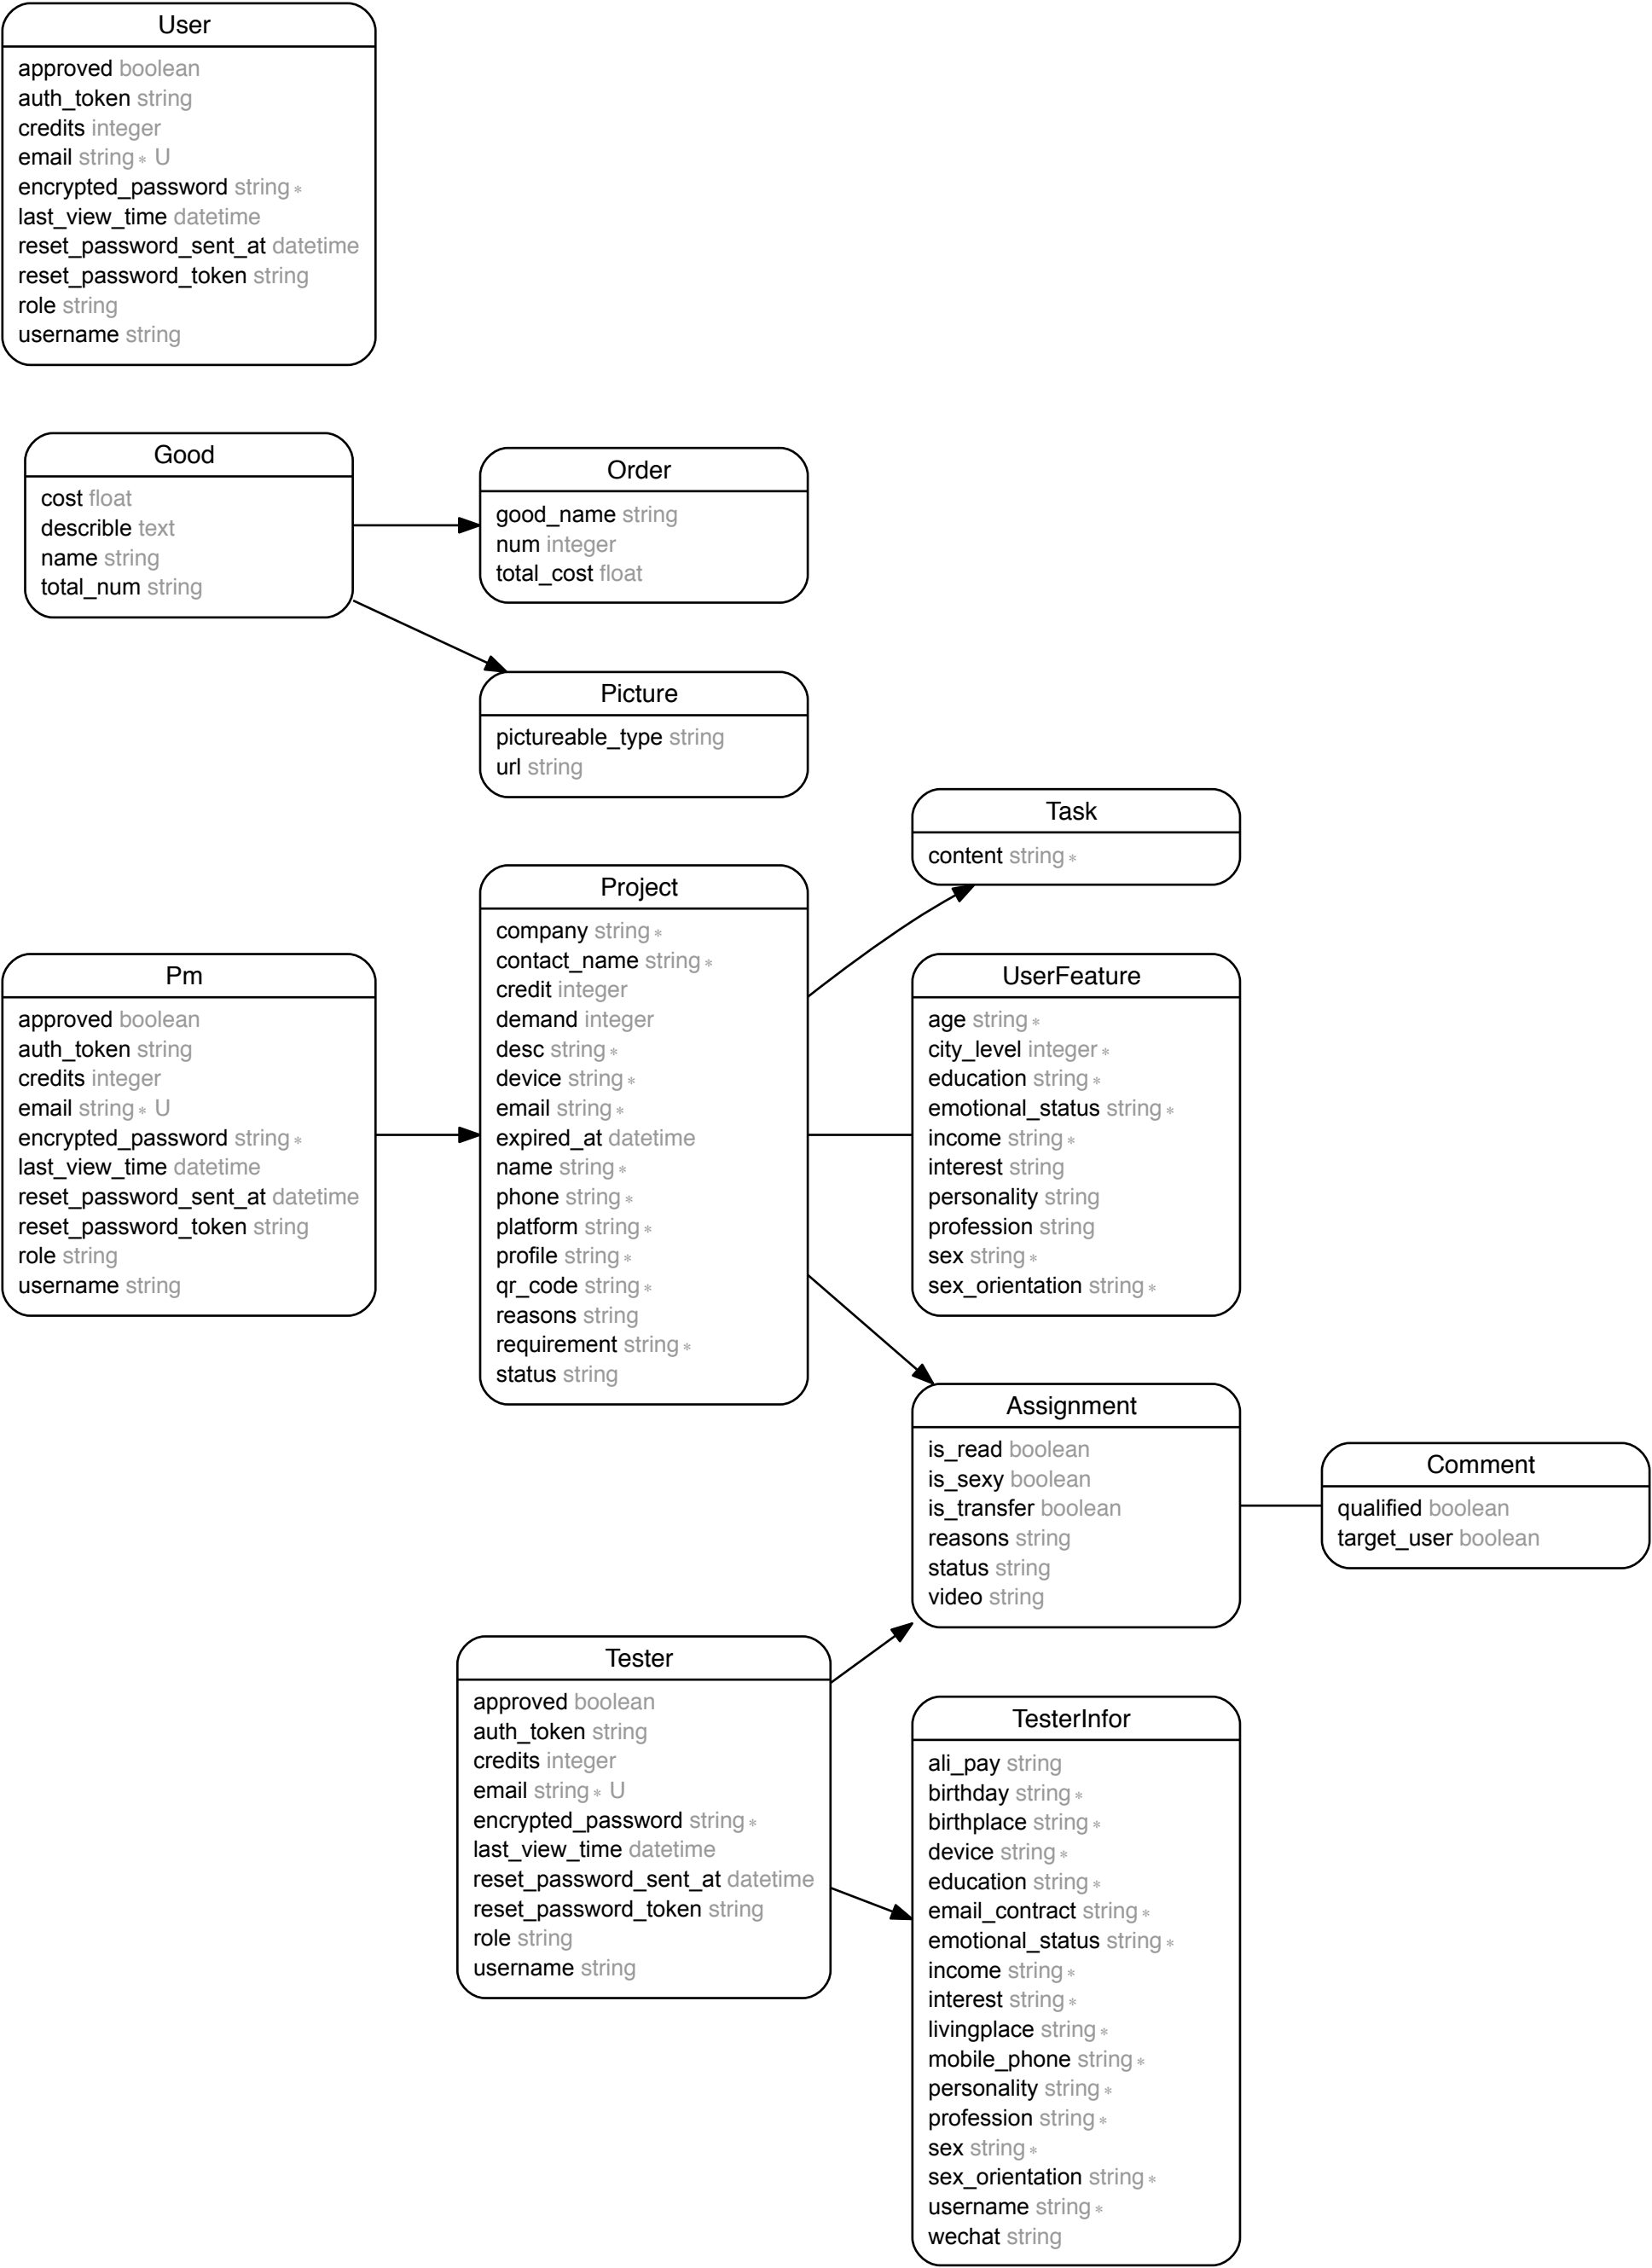 User
approved boolean
auth_token string
credits integer
email string * U
encrypted_password string *
last_view_time datetime
reset_password_sent_at datetime
reset_password_token string
role string
username string
Good
cost float
describle text
name string
total_num string
Order
good_name string
num integer
total_cost float
Picture
pictureable_type string
url string
Task
content string *
Project
company string *
contact_name string *
credit integer
demand integer
desc string *
device string *
email string *
expired_at datetime
name string *
phone string *
platform string *
profile string *
qr_code string *
reasons string
requirement string *
status string
Pm
approved boolean
auth_token string
credits integer
email string * U
encrypted_password string *
last_view_time datetime
reset_password_sent_at datetime
reset_password_token string
role string
username string
UserFeature
age string *
city_level integer *
education string *
emotional_status string *
income string *
interest string
personality string
profession string
sex string *
sex_orientation string *
Assignment
is_read boolean
is_sexy boolean
is_transfer boolean
reasons string
status string
video string
Comment
qualified boolean
target_user boolean
Tester
approved boolean
auth_token string
credits integer
email string * U
encrypted_password string *
last_view_time datetime
reset_password_sent_at datetime
reset_password_token string
role string
username string
TesterInfor
ali_pay string
birthday string *
birthplace string *
device string *
education string *
email_contract string *
emotional_status string *
income string *
interest string *
livingplace string *
mobile_phone string *
personality string *
profession string *
sex string *
sex_orientation string *
username string *
wechat string